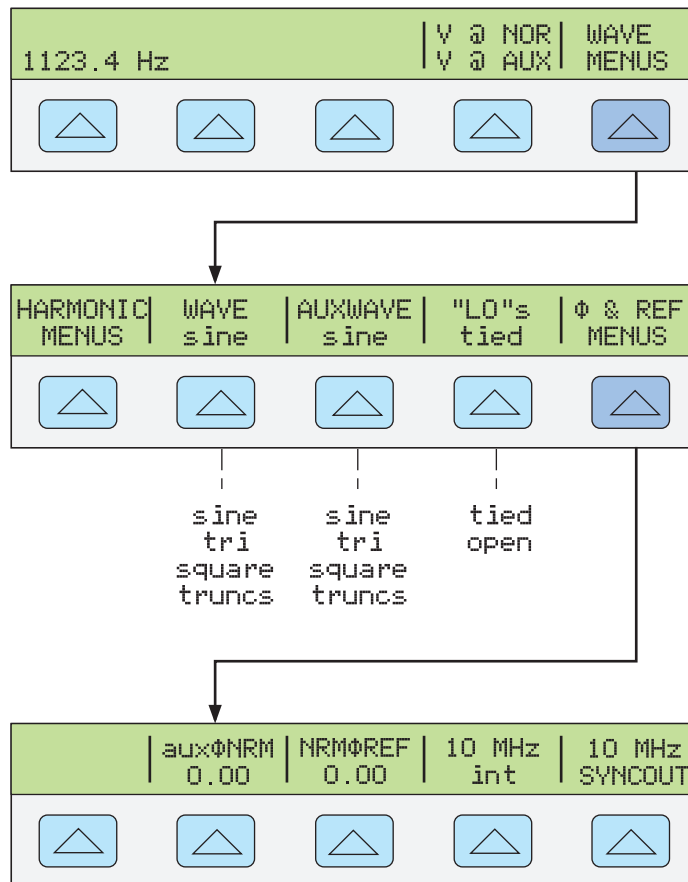 V @ NOR WAVE
1123.4 Hz V @ AUX MENUS
HARMONIC WAVE AUXWAVE "LO"s Φ & REF
MENUS sine sine tied MENUS
sine sine tied
tri tri open
square square
truncs truncs
auxΦNRM NRMΦREF 10 MHz 10 MHz
0.00 0.00 int SYNCOUT